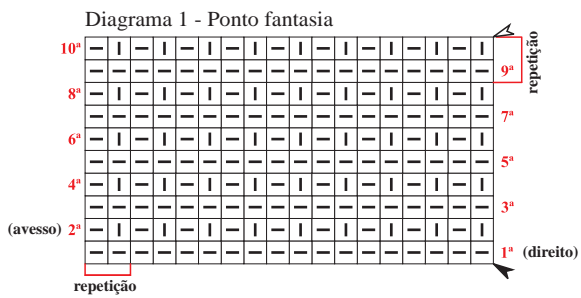 Diagrama 1 - Ponto fantasia
10ª
repetição
9ª
8ª
7ª
6ª
5ª
4ª
3ª
(avesso) 2ª
1ª (direito)
repetição